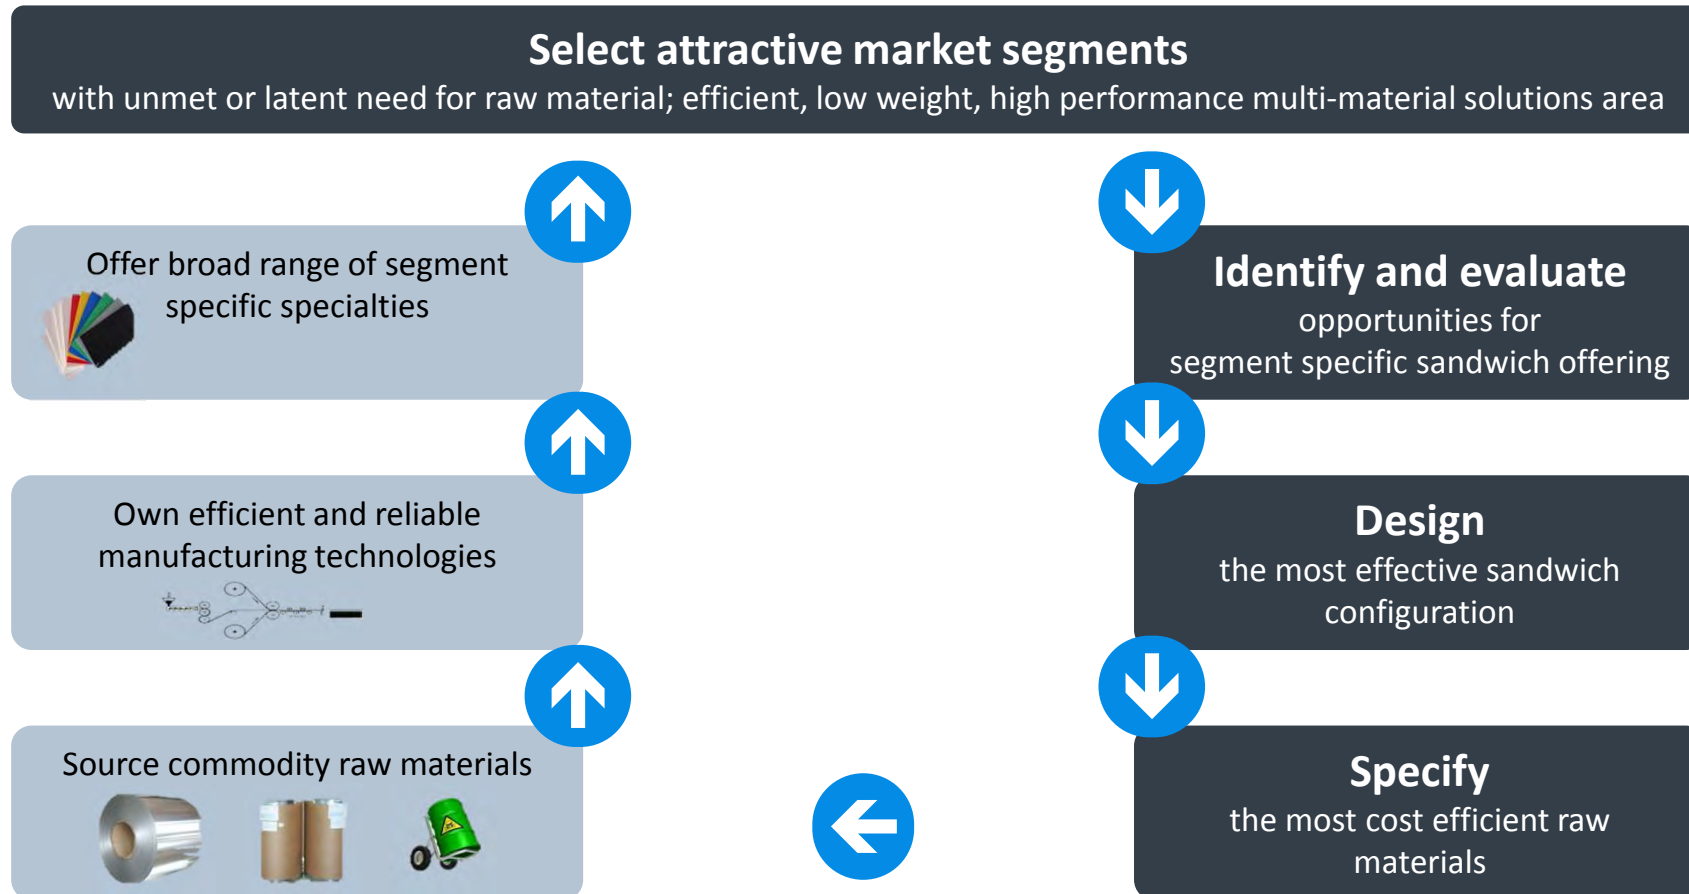 Select attractive market segments
with unmet or latent need for raw material; efficient, low weight, high performance multi-material solutions area
Offer broad range of segment
specific specialties
Identify and evaluate
opportunities for
segment specific sandwich offering
Own efficient and reliable
manufacturing technologies
Design
the most effective sandwich
configuration
Source commodity raw materials
Specify
the most cost efficient raw
materials